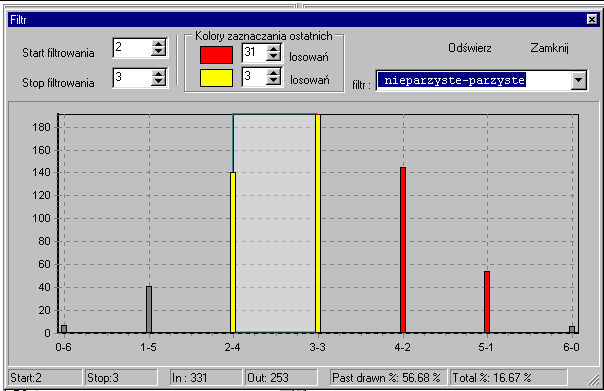 Filtr
Start filtrowania 2
Stop filtrowania 3
Kolory zaznaczania ostatnich
31 losowań
3 losowań
Odświerz Zamknij
filtr : nieparzyste-parzyste
180
160
140
120
100
80
60
40
20
0
0-6 1-5 2-4 3-3 4-2 5-1 6-0
Start:2 Stop:3 In : 331 Out: 253 Past drawn %: 56.68 % Total %: 16.67 %